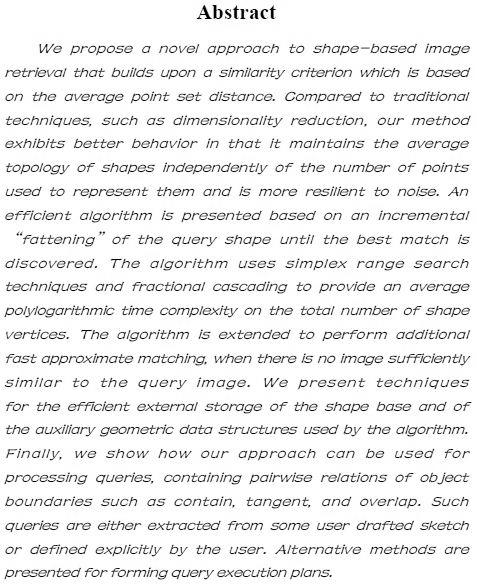 Abstract
We propose a novel approach to shape-based image
retrieval that builds upon a similarity criterion which is based
on the average point set distance. Compared to traditional
techniques, such as dimensionality reduction, our method
exhibits better behavior in that it maintains the average
topology of shapes independently of the number of points
used to represent them and is more resilient to noise. An
efficient algorithm is presented based on an incremental
“fattening” of the query shape until the best match is
discovered. The algorithm uses simplex range search
techniques and fractional cascading to provide an average
polylogarithmic time complexity on the total number of shape
vertices. The algorithm is extended to perform additional
fast approximate matching, when there is no image sufficiently
similar to the query image. We present techniques
for the efficient external storage of the shape base and of
the auxiliary geometric data structures used by the algorithm.
Finally, we show how our approach can be used for
processing queries, containing pairwise relations of object
boundaries such as contain, tangent, and overlap. Such
queries are either extracted from some user drafted sketch
or defined explicitly by the user. Alternative methods are
presented for forming query execution plans.